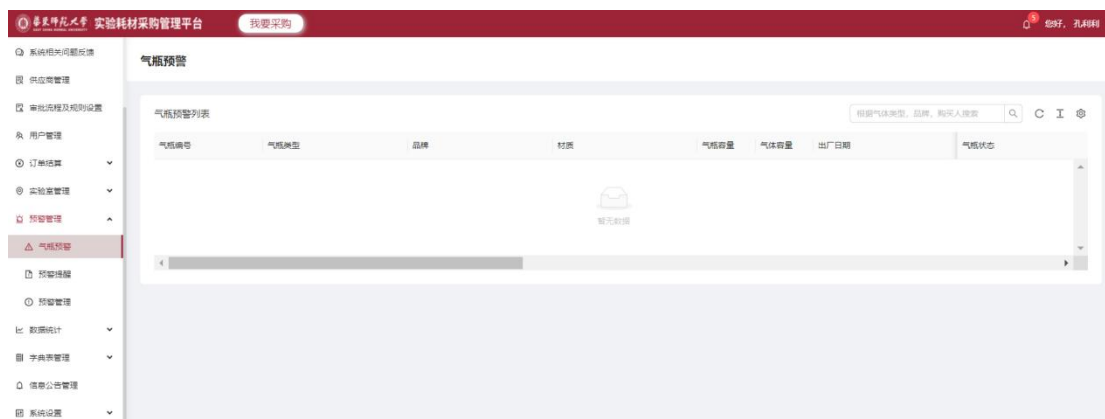 華東师范大学 实验耗材采购管理平台 我要采购 5 您好，孔利利
系统相关问题反馈
供应商管理
审批流程及规则设置
用户管理
订单结算
实验室管理
预警管理
气瓶预警
预警提醒
预警管理
数据统计
字典表管理
信息公告管理
系统设置
气瓶预警
气瓶预警列表 根据气体类型，品牌，购买人搜索
气瓶编号 气瓶类型 品牌 材质 气瓶容量 气体容量 出厂日期 气瓶状态
暂无数据